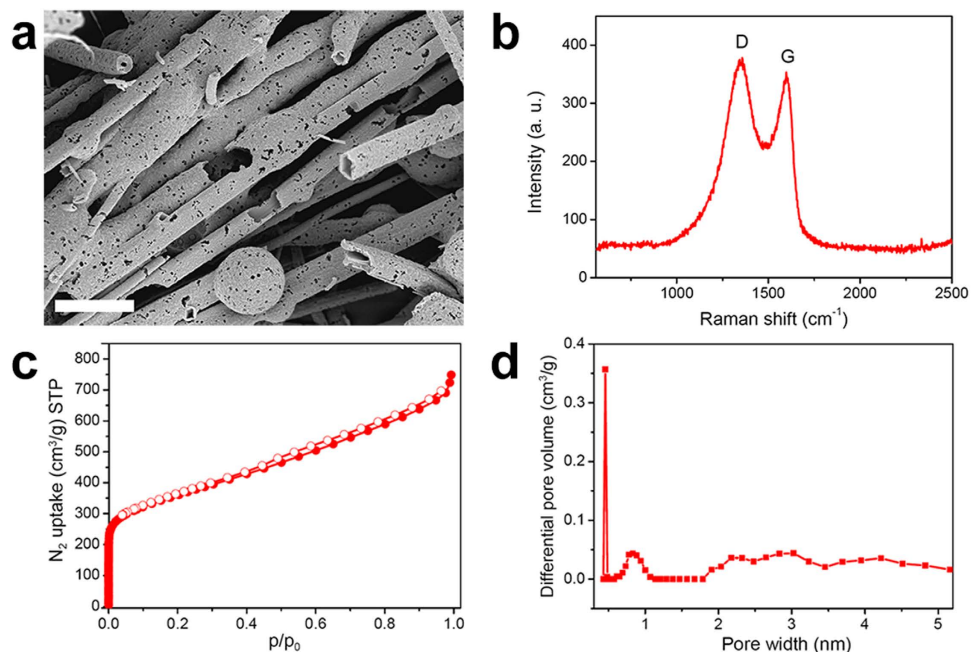 a
b
D
G
400
300
200
100
0
Intensity (a. u.)
1000
1500
2000
2500
Raman shift (cm⁻¹)
c
800
700
600
500
400
300
200
100
0
N₂ uptake (cm³/g) STP
0.0
0.2
0.4
0.6
0.8
1.0
p/p₀
d
0.4
0.3
0.2
0.1
0.0
Differential pore volume (cm³/g)
1
2
3
4
5
Pore width (nm)